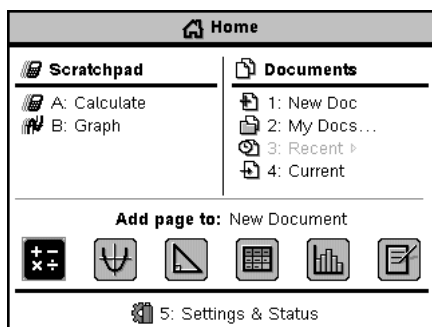 Home
Scratchpad
A: Calculate
B: Graph
Documents
1: New Doc
2: My Docs...
3: Recent ▹
4: Current
Add page to: New Document
5: Settings & Status